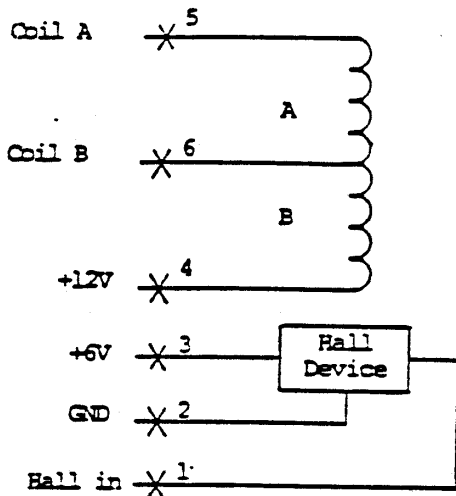 Coil A 5
A
Coil B 6
B
+12V 4
+6V 3 Hall
Device
GND 2
Hall in 1